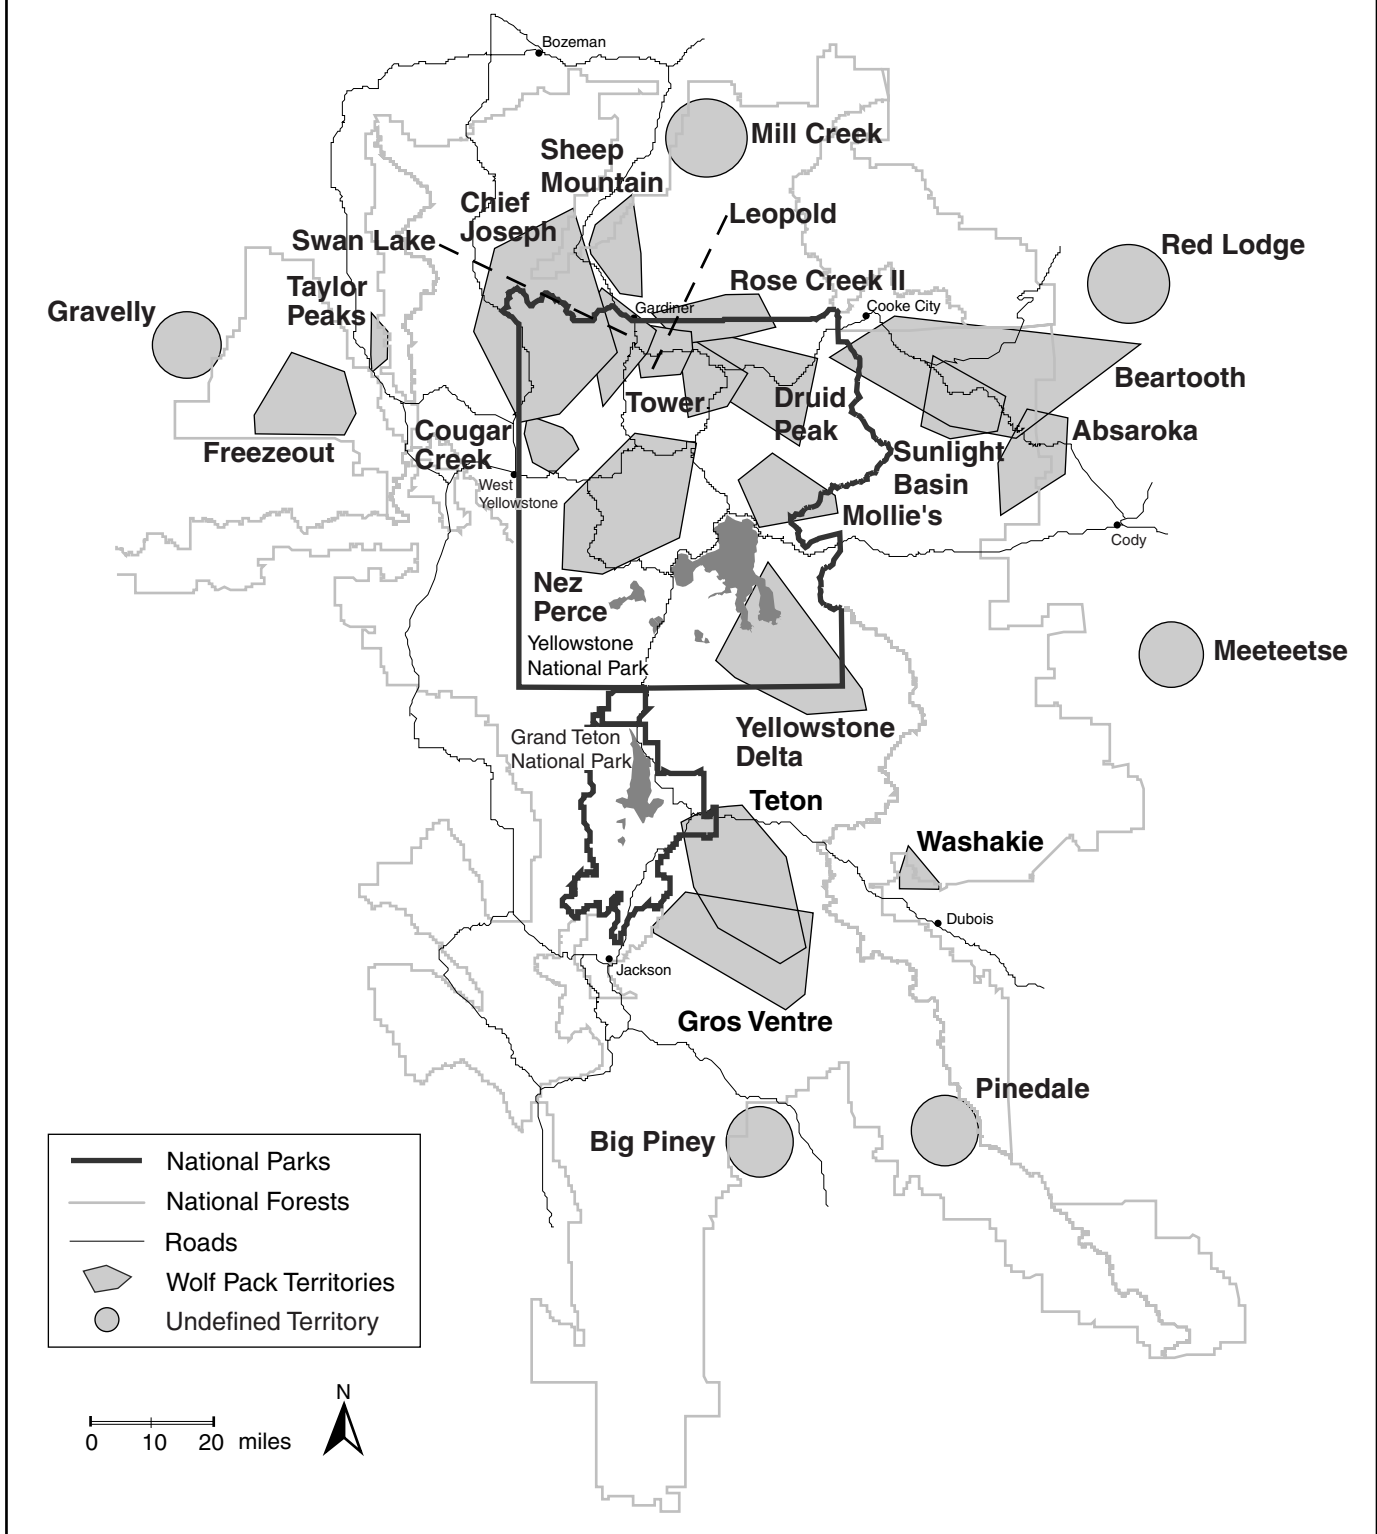 Bozeman
Mill Creek
Sheep
Mountain
Chief
Joseph
Leopold
Swan Lake
Red Lodge
Rose Creek II
Taylor
Peaks
Gravelly
Gardiner
Cooke City
Beartooth
Tower
Druid
Peak
Cougar
Creek
Absaroka
Freezeout
Sunlight
Basin
West
Yellowstone
Mollie's
Cody
Nez
Perce
Yellowstone
National Park
Meeteetse
Yellowstone
Delta
Grand Teton
National Park
Teton
Washakie
Dubois
Jackson
Gros Ventre
Pinedale
Big Piney
National Parks
National Forests
Roads
Wolf Pack Territories
Undefined Territory
N
0 10 20 miles